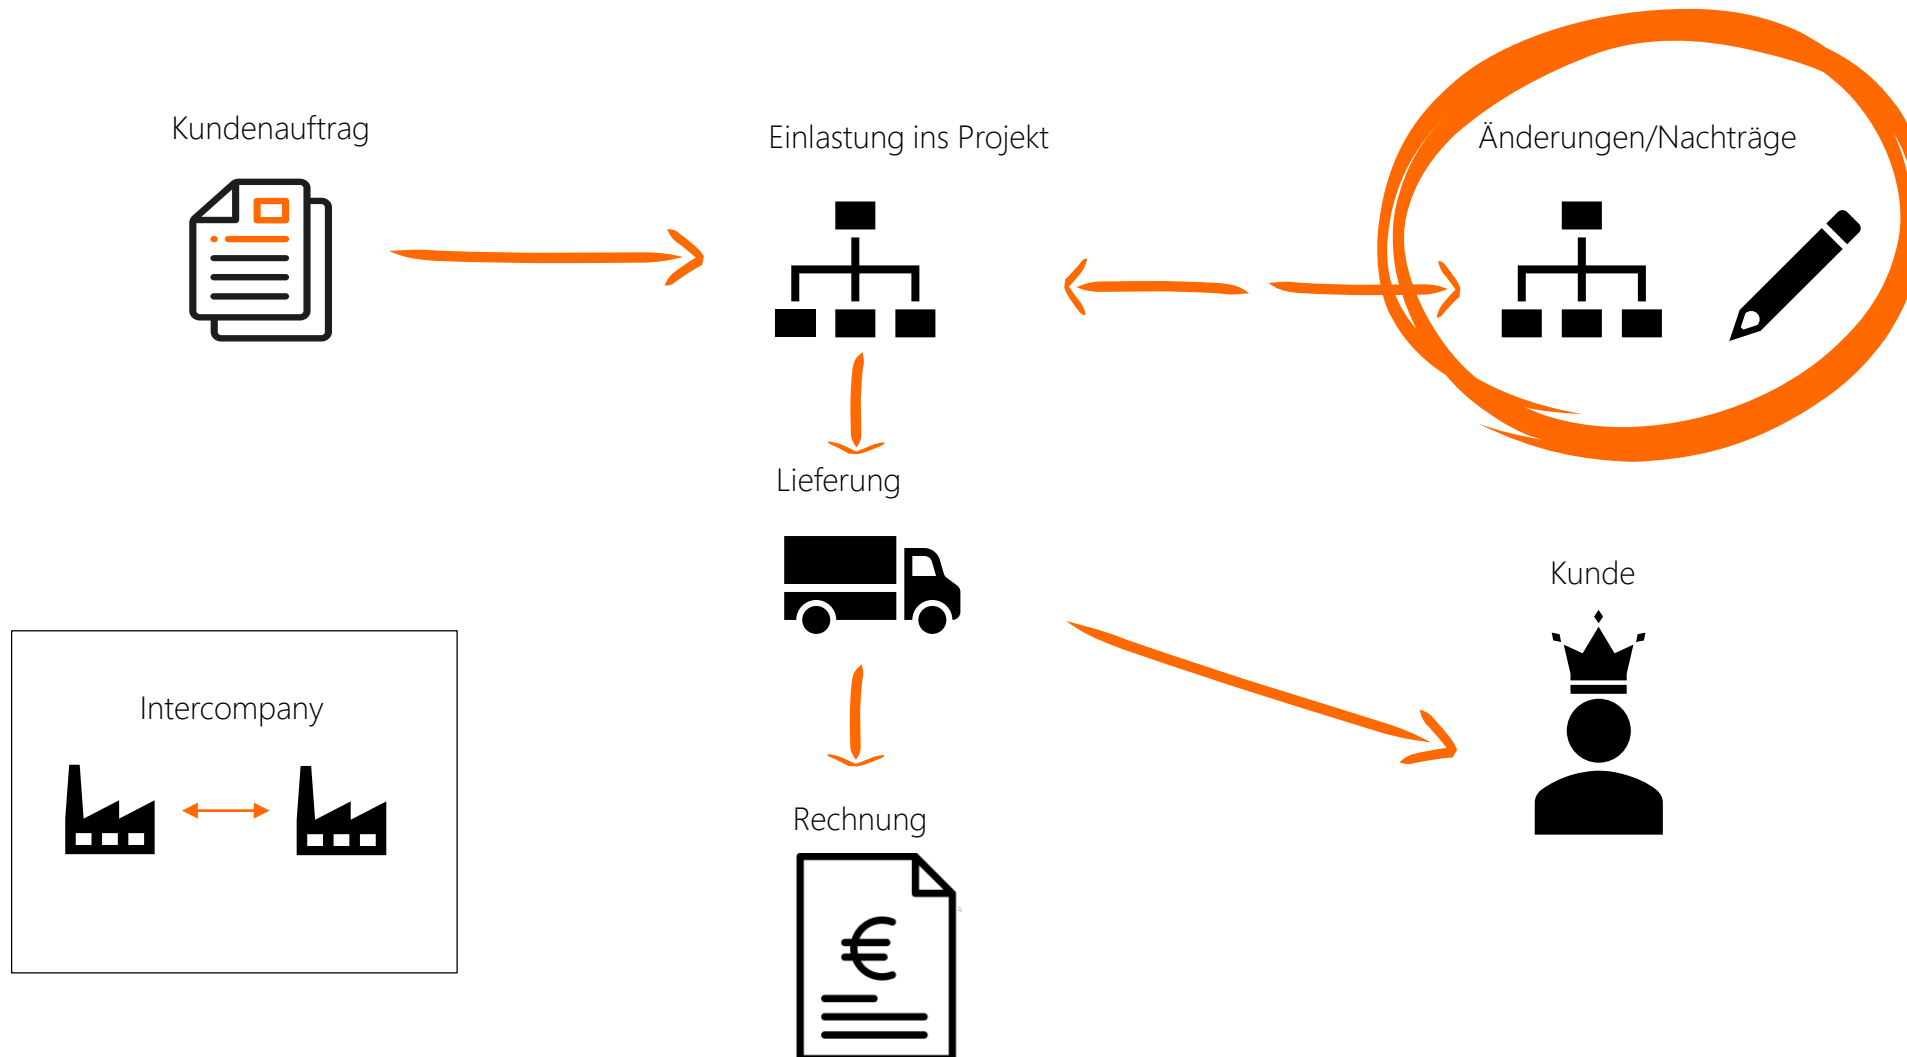 Kundenauftrag
Einlastung ins Projekt
Änderungen/Nachträge
Lieferung
Kunde
Intercompany
Rechnung
€